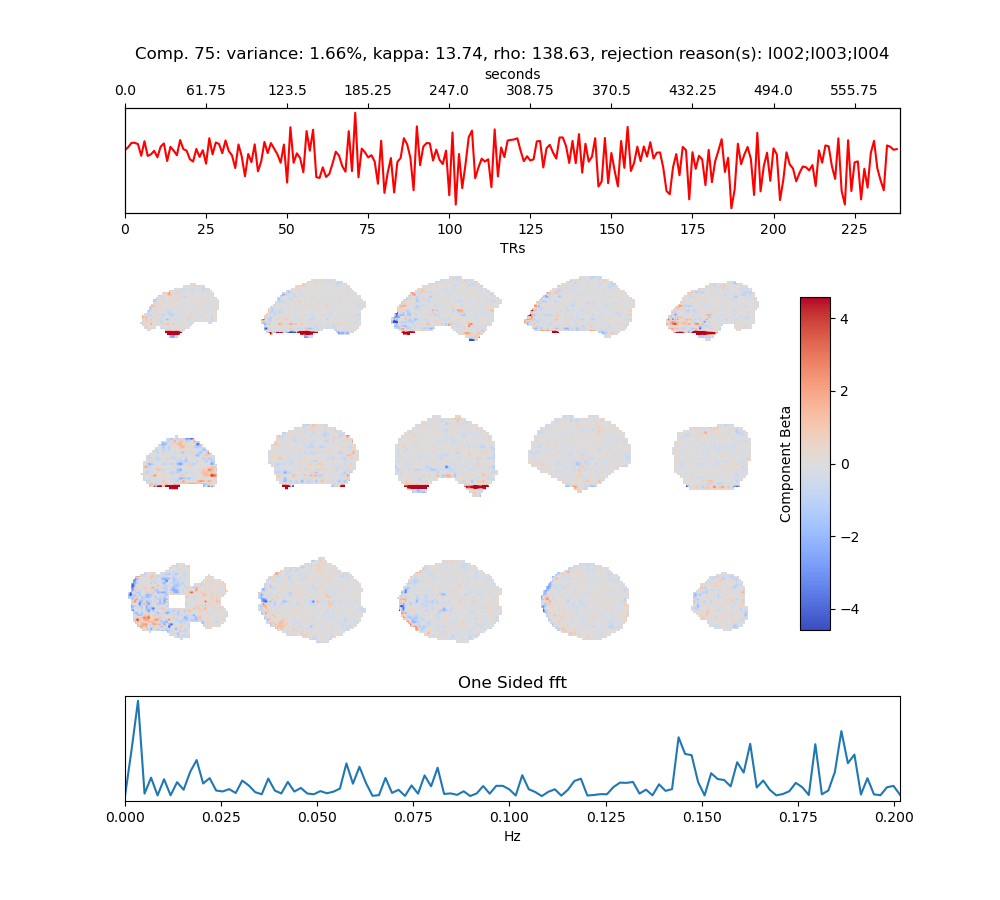 Comp. 75: variance: 1.66%, kappa: 13.74, rho: 138.63, rejection reason(s): I002;I003;I004
seconds
0.0 61.75 123.5 185.25 247.0 308.75 370.5 432.25 494.0 555.75
0 25 50 75 100 125 150 175 200 225
TRs
4
2
0
−2
−4
Component Beta
One Sided fft
0.000 0.025 0.050 0.075 0.100 0.125 0.150 0.175 0.200
Hz